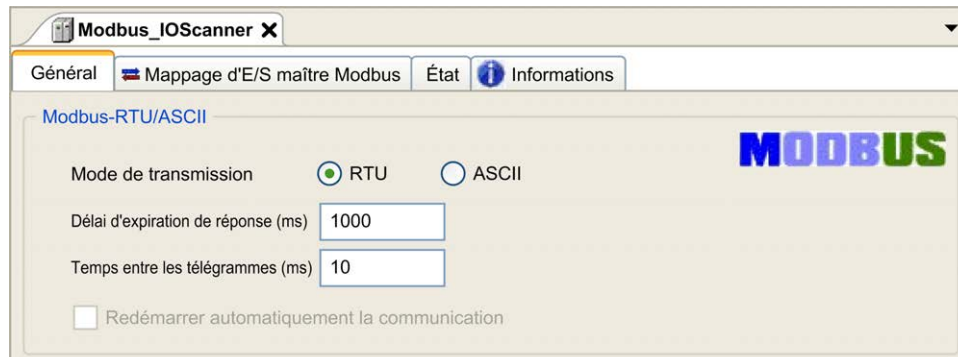 Modbus_IOScanner
Général Mappage d'E/S maître Modbus État Informations
Modbus-RTU/ASCII
MODBUS
Mode de transmission RTU ASCII
Délai d'expiration de réponse (ms) 1000
Temps entre les télégrammes (ms) 10
Redémarrer automatiquement la communication